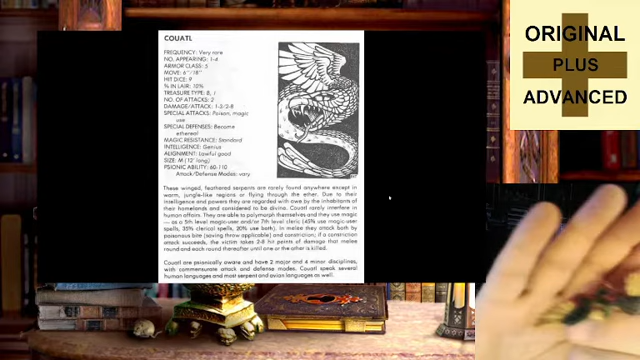 COUATL
FREQUENCY: Very rare
NO. APPEARING: 1-4
ARMOR CLASS: 5
MOVE: 6"/18"
HIT DICE: 9
% IN LAIR: 10%
TREASURE TYPE: B, I
NO. OF ATTACKS: 2
DAMAGE/ATTACK: 1-3/2-8
SPECIAL ATTACKS: Poison, magic
use
SPECIAL DEFENSES: Become
ethereal
MAGIC RESISTANCE: Standard
INTELLIGENCE: Genius
ALIGNMENT: Lawful good
SIZE: M (12' long)
PSIONIC ABILITY: 60-110
Attack/Defense Modes: vary
These winged, feathered serpents are rarely found anywhere except in
warm, jungle-like regions or flying through the ether. Due to their
intelligence and powers they are regarded with awe by the inhabitants
of their homelands and considered to be divine. Couatl rarely interfere in
human affairs. They are able to polymorph themselves and they use magic
— as a 5th level magic-user and/or 7th level cleric (45% use magic-user
spells, 35% clerical spells, 20% use both). In melee they attack both by
poisonous bite (saving throw applicable) and constriction; if a constriction
attack succeeds, the victim takes 2-8 hit points of damage that melee
round and each round thereafter until one or the other is killed.
Couatl are psionically aware and have 2 major and 4 minor disciplines,
with commensurate attack and defense modes. Couatl speak several
human languages and most serpent and avian languages as well.
ORIGINAL
PLUS
ADVANCED